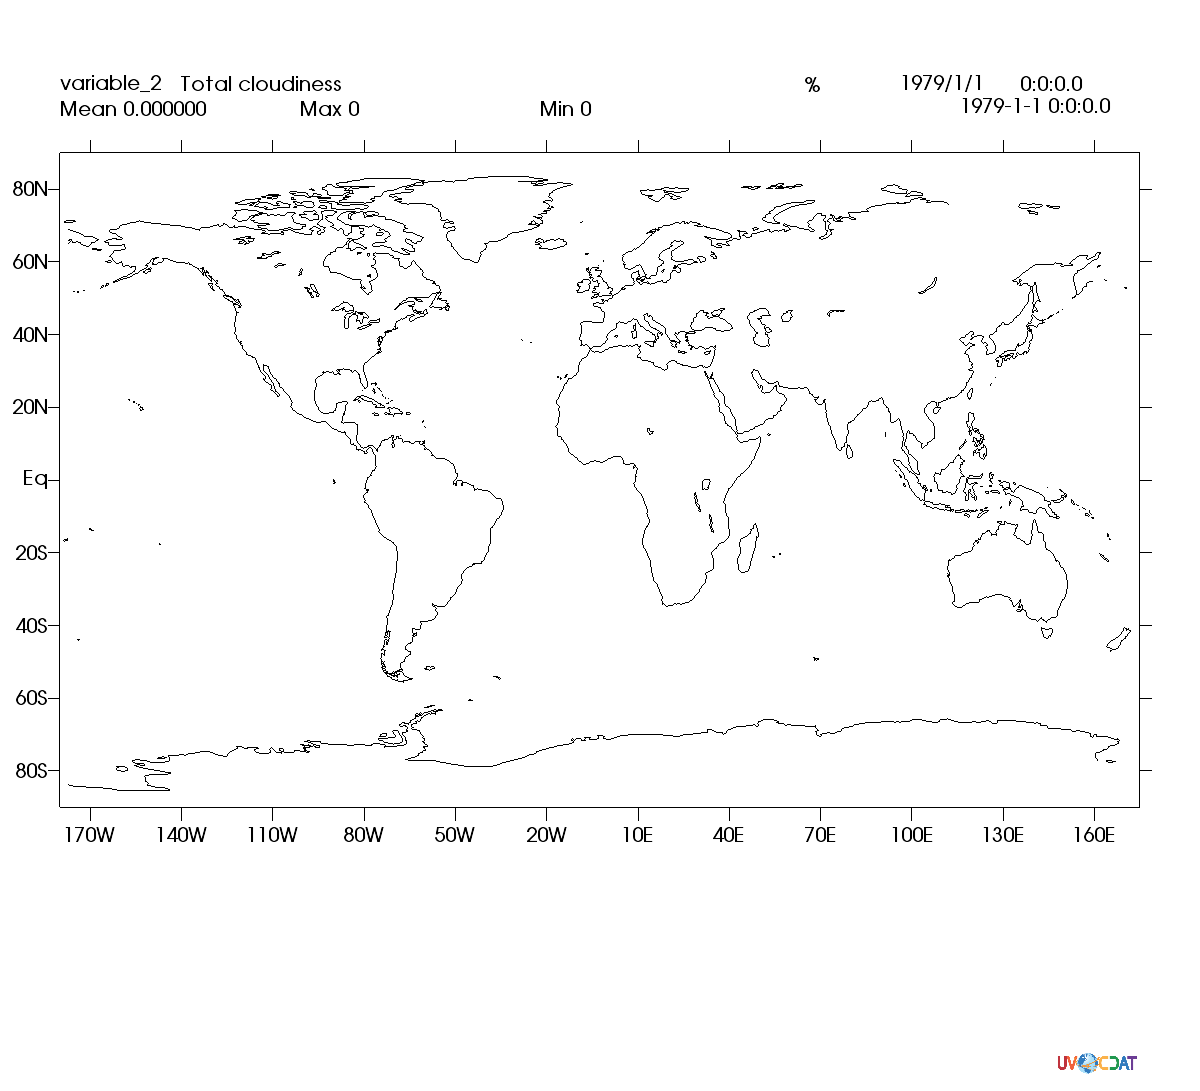 variable_2 Total cloudiness % 1979/1/1 0:0:0.0
Mean 0.000000 Max 0 Min 0 1979-1-1 0:0:0.0
80N
60N
40N
20N
Eq
20S
40S
60S
80S
170W 140W 110W 80W 50W 20W 10E 40E 70E 100E 130E 160E
UV CDAT